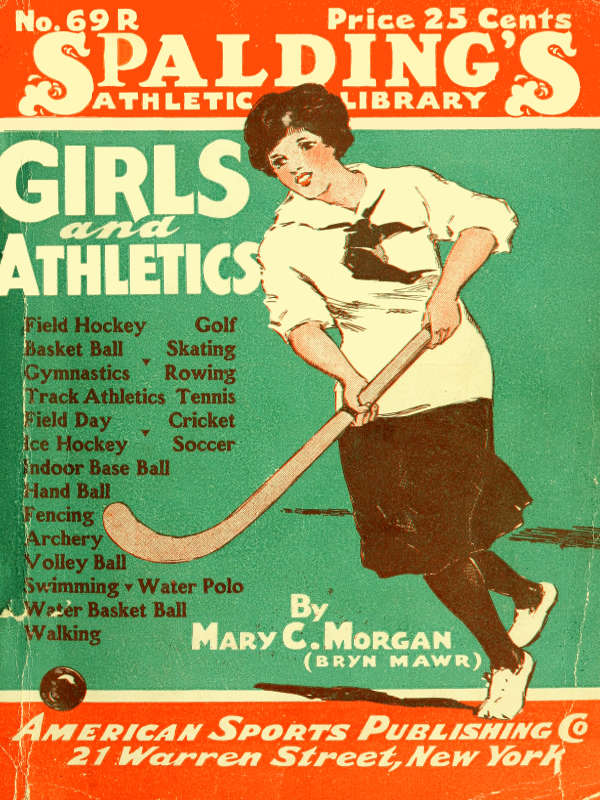 No. 69 R Price 25 Cents
SPALDING'S
ATHLETIC LIBRARY
GIRLS
and
ATHLETICS
Field Hockey Golf
Basket Ball Skating
Gymnastics Rowing
Track Athletics Tennis
Field Day Cricket
Ice Hockey Soccer
Indoor Base Ball
Hand Ball
Fencing
Archery
Volley Ball
Swimming Water Polo
Water Basket Ball
Walking
By
MARY C. MORGAN
(BRYN MAWR)
AMERICAN SPORTS PUBLISHING CO
21 Warren Street, New York